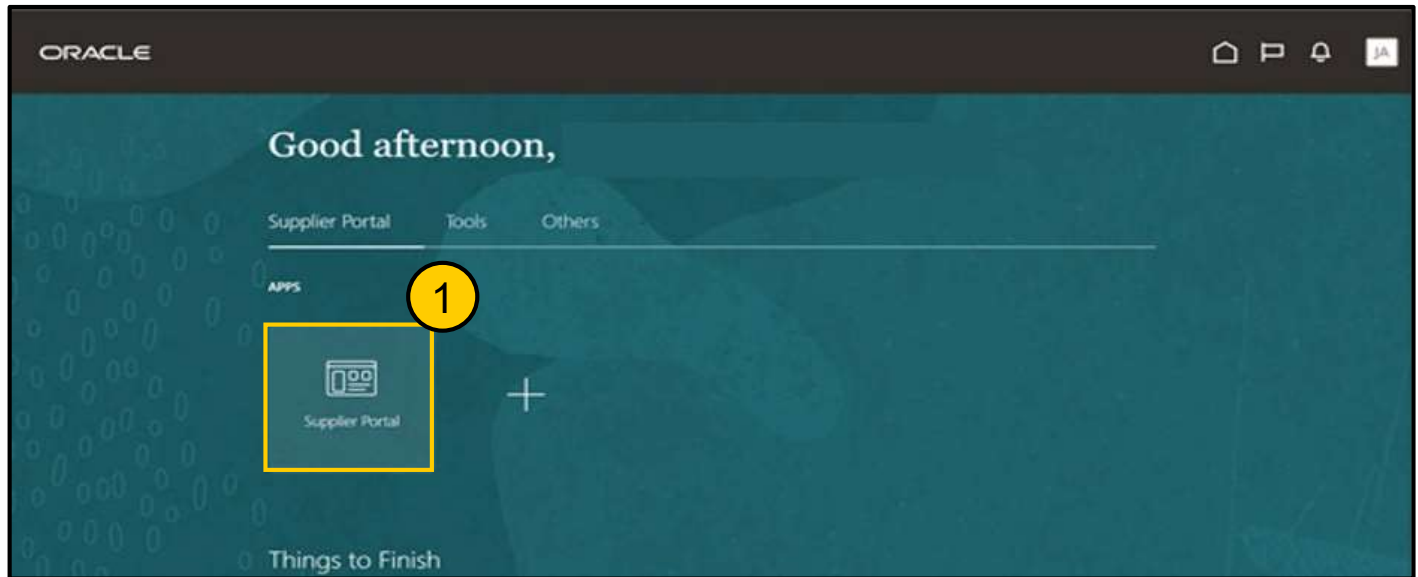 ORACLE
JA
Good afternoon,
Supplier Portal Tools Others
APPS
1
Supplier Portal
Things to Finish